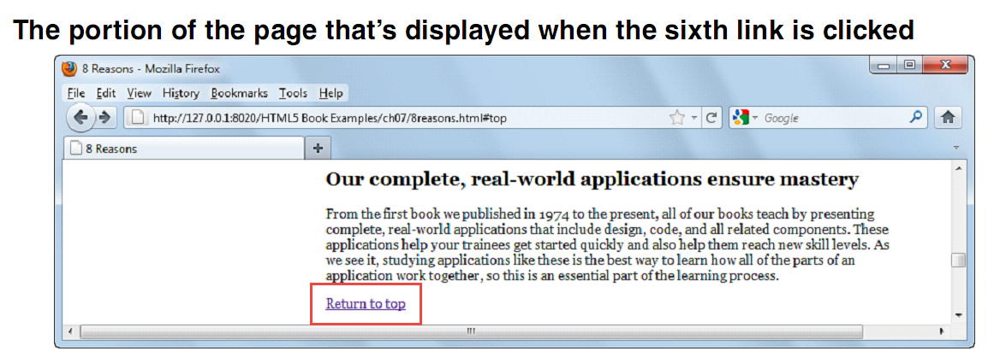 The portion of the page that's displayed when the sixth link is clicked
8 Reasons - Mozilla Firefox
File Edit View History Bookmarks Tools Help
http://127.0.0.1:8020/HTML5 Book Examples/ch07/8reasons.html#top
Google
8 Reasons
Our complete, real-world applications ensure mastery
From the first book we published in 1974 to the present, all of our books teach by presenting
complete, real-world applications that include design, code, and all related components. These
applications help your trainees get started quickly and also help them reach new skill levels. As
we see it, studying applications like these is the best way to learn how all of the parts of an
application work together, so this is an essential part of the learning process.
Return to top